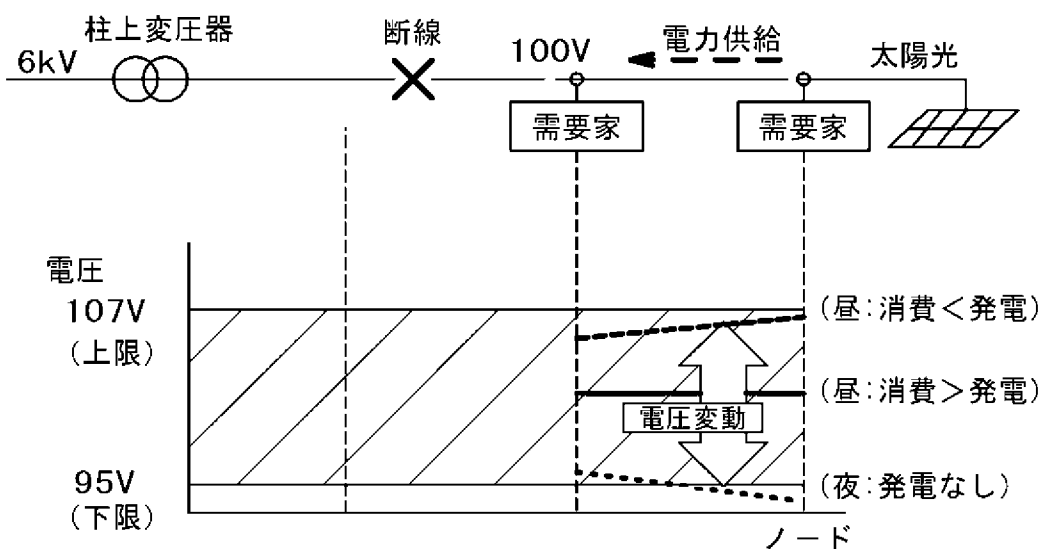 柱上変圧器
断線
電力供給
太陽光
6kV
100V
需要家
需要家
電圧
107V
(上限)
(昼:消費<発電)
(昼:消費>発電)
電圧変動
95V
(下限)
(夜:発電なし)
ノード